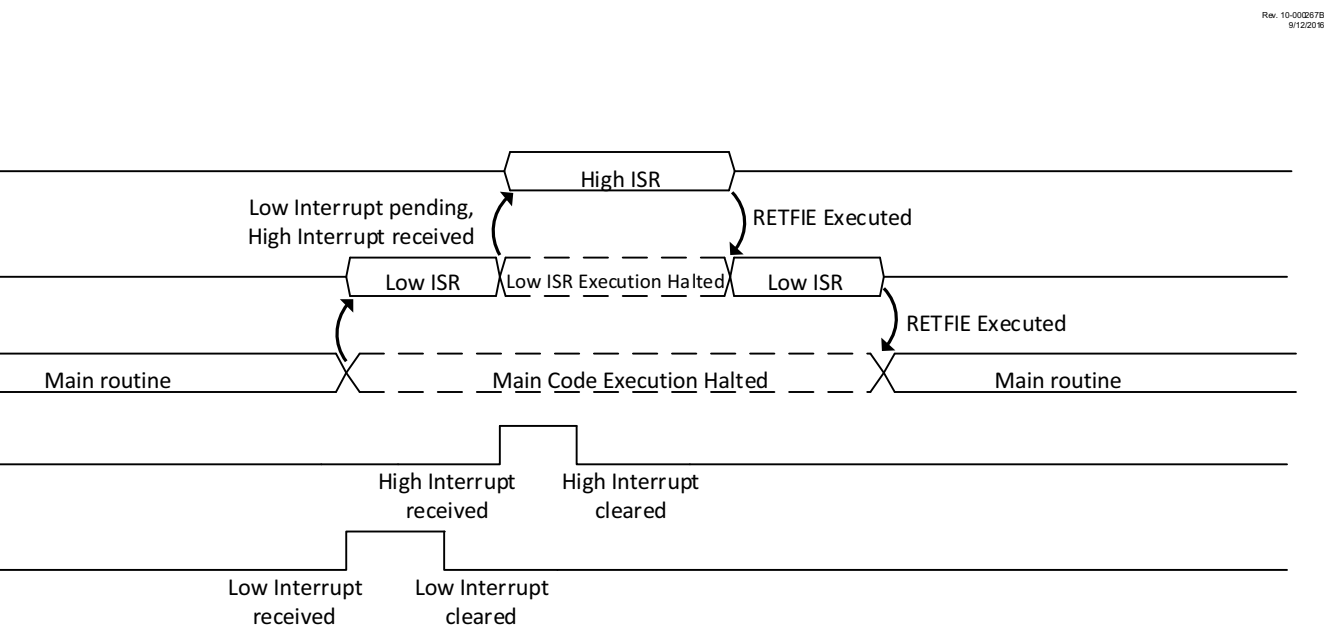 Rev. 10-000267B
9/12/2016
High ISR
Low Interrupt pending,
High Interrupt received
RETFIE Executed
Low ISR
Low ISR Execution Halted
Low ISR
RETFIE Executed
Main routine
Main Code Execution Halted
Main routine
High Interrupt
received
High Interrupt
cleared
Low Interrupt
received
Low Interrupt
cleared